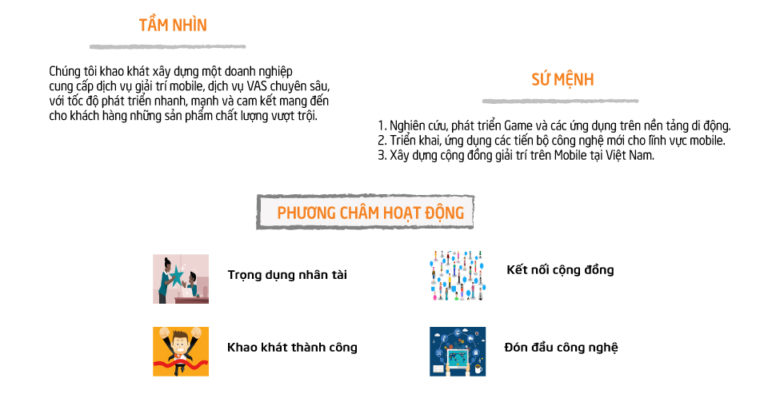 TẦM NHÌN
Chúng tôi khao khát xây dựng một doanh nghiệp
cung cấp dịch vụ giải trí mobile, dịch vụ VAS chuyên sâu,
với tốc độ phát triển nhanh, mạnh và cam kết mang đến
cho khách hàng những sản phẩm chất lượng vượt trội.
SỨ MỆNH
1. Nghiên cứu, phát triển Game và các ứng dụng trên nền tảng di động.
2. Triển khai, ứng dụng các tiến bộ công nghệ mới cho lĩnh vực mobile.
3. Xây dựng cộng đồng giải trí trên Mobile tại Việt Nam.
PHƯƠNG CHÂM HOẠT ĐỘNG
Trọng dụng nhân tài
Kết nối cộng đồng
Khao khát thành công
Đón đầu công nghệ